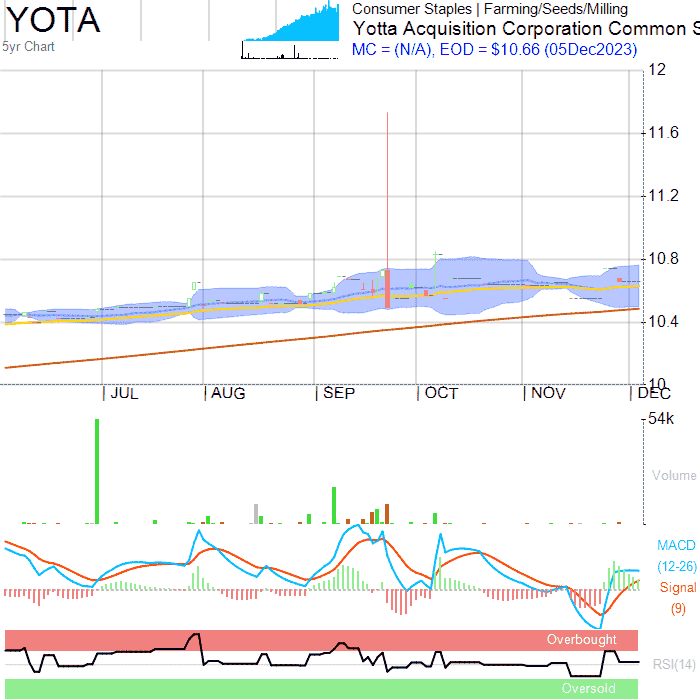 YOTA
5yr Chart
Consumer Staples | Farming/Seeds/Milling
Yotta Acquisition Corporation Common S
MC = (N/A), EOD = $10.66 (05Dec2023)
12
11.6
11.2
10.8
10.4
10
JUL AUG SEP OCT NOV DEC
54k
Volume
MACD
(12-26)
Signal
(9)
Overbought
RSI(14)
Oversold